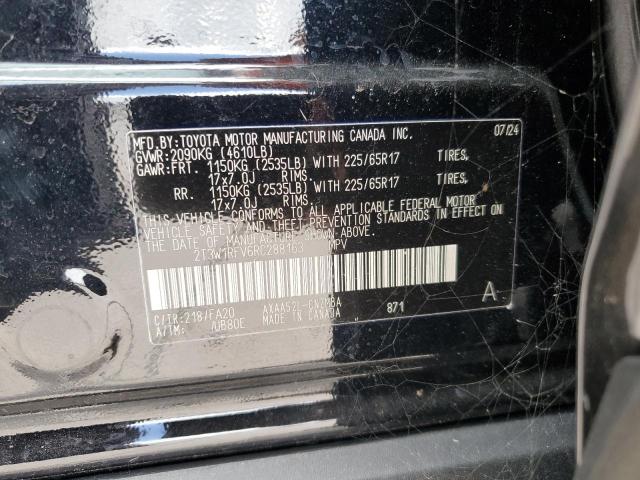 MFD.BY:TOYOTA MOTOR MANUFACTURING CANADA INC. 07/24
GVWR:2090KG (4610LB)
GAWR:FRT. 1150KG (2535LB) WITH 225/65R17 TIRES,
17x7.0J RIMS
RR. 1150KG (2535LB) WITH 225/65R17 TIRES,
17x7.0J RIMS
THIS VEHICLE CONFORMS TO ALL APPLICABLE FEDERAL MOTOR
VEHICLE SAFETY AND THEFT PREVENTION STANDARDS IN EFFECT ON
THE DATE OF MANUFACTURE SHOWN ABOVE.
MPV
C/TR:218/FA20
A/TM: /UB80E
MADE IN CANADA
871
A